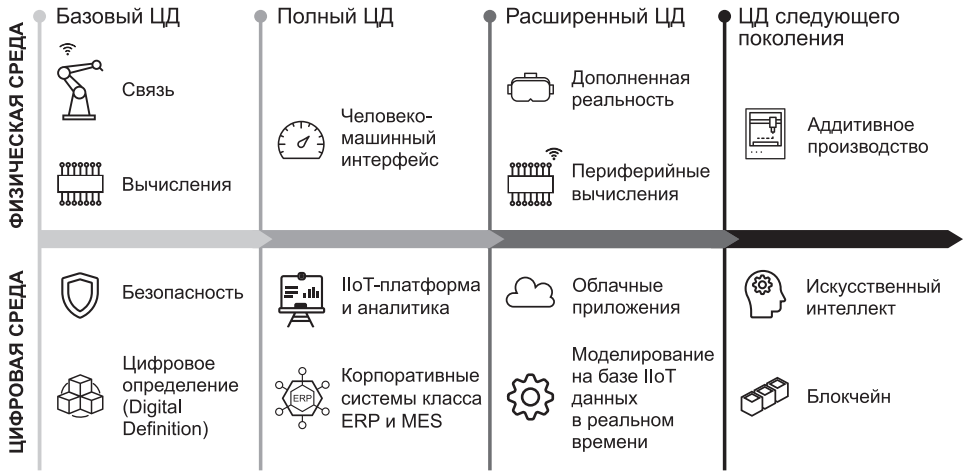 ФИЗИЧЕСКАЯ СРЕДА
Базовый ЦД
Связь
Вычисления
Полный ЦД
Человеко-
машинный
интерфейс
Расширенный ЦД
Дополненная
реальность
Периферийные
вычисления
ЦД следующего
поколения
Аддитивное
производство
ЦИФРОВАЯ СРЕДА
Безопасность
Цифровое
определение
(Digital
Definition)
IIoT-платформа
и аналитика
ERP
Корпоративные
системы класса
ERP и MES
Облачные
приложения
Моделирование
на базе IIoT
данных
в реальном
времени
Искусственный
интеллект
Блокчейн